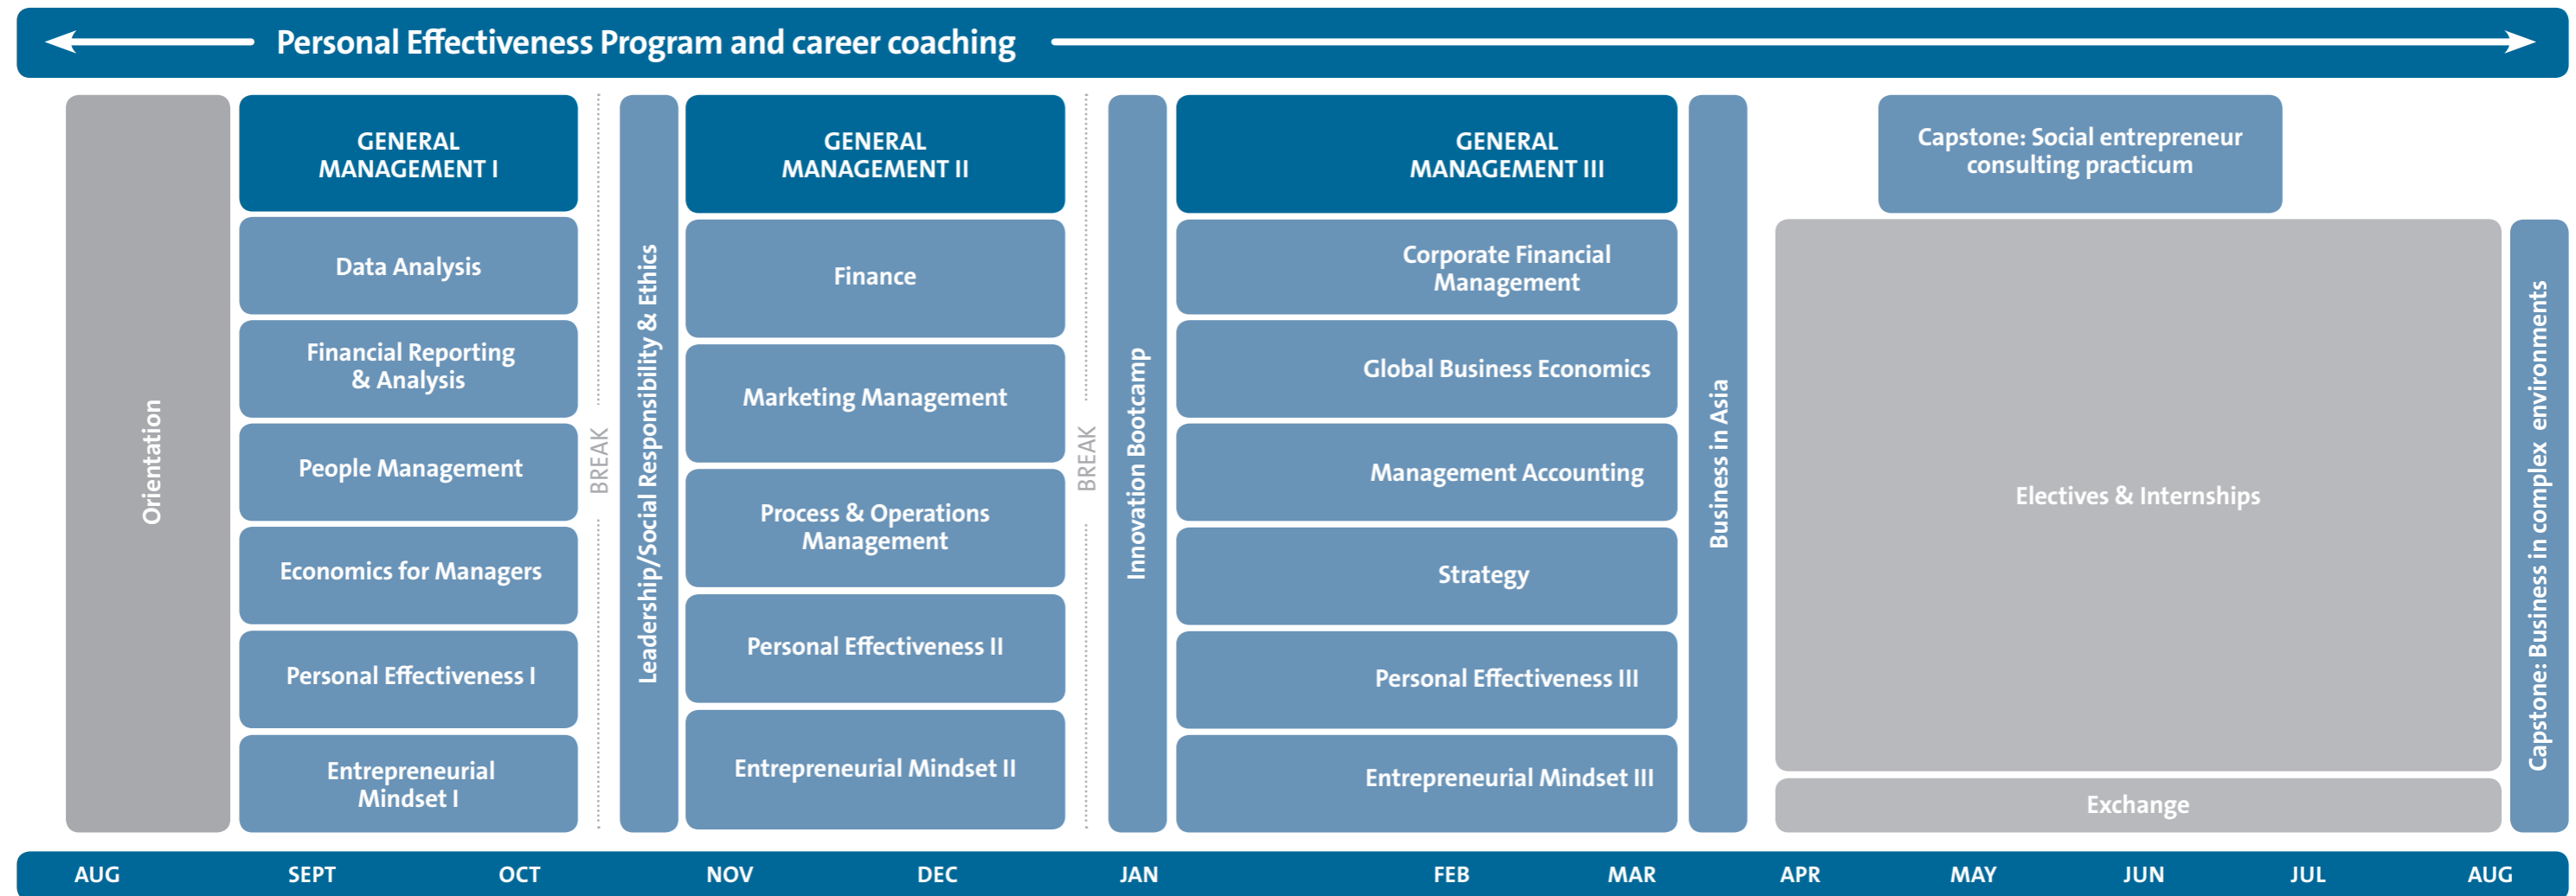 Personal Effectiveness Program and career coaching
Orientation
GENERAL
MANAGEMENT I
Data Analysis
Financial Reporting
& Analysis
People Management
Economics for Managers
Personal Effectiveness I
Entrepreneurial
Mindset I
BREAK
Leadership/Social Responsibility & Ethics
GENERAL
MANAGEMENT II
Finance
Marketing Management
Process & Operations
Management
Personal Effectiveness II
Entrepreneurial Mindset II
BREAK
Innovation Bootcamp
GENERAL
MANAGEMENT III
Corporate Financial
Management
Global Business Economics
Management Accounting
Strategy
Personal Effectiveness III
Entrepreneurial Mindset III
Business in Asia
Capstone: Social entrepreneur
consulting practicum
Electives & Internships
Exchange
Capstone: Business in complex environments
AUG SEPT OCT NOV DEC JAN FEB MAR APR MAY JUN JUL AUG